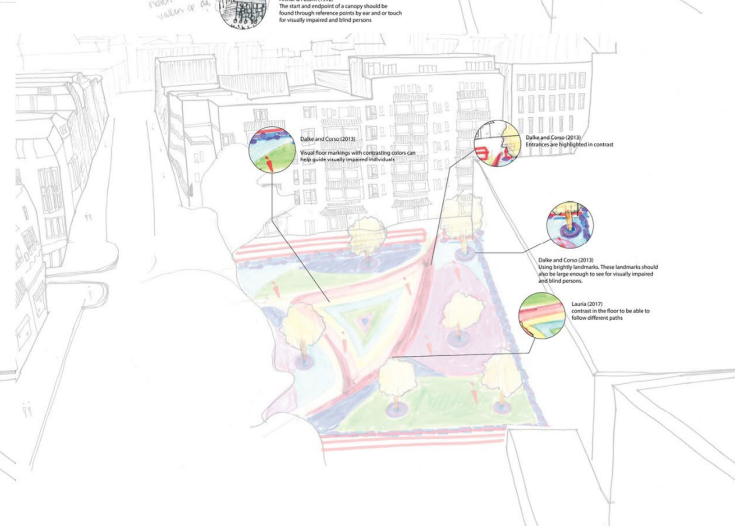 values or
The start and endpoint of a canopy should be
found through reference points by ear and or touch
for visually impaired and blind persons
Dalke and Corso (2013)
Visual floor markings with contrasting colors can
help guide visually impaired individuals
Dalke and Corso (2013)
Entrances are highlighted in contrast
Dalke and Corso (2013)
Using brightly landmarks. These landmarks should
also be large enough to see for visually impaired
and blind persons.
Lauria (2017)
contrast in the floor to be able to
follow different paths